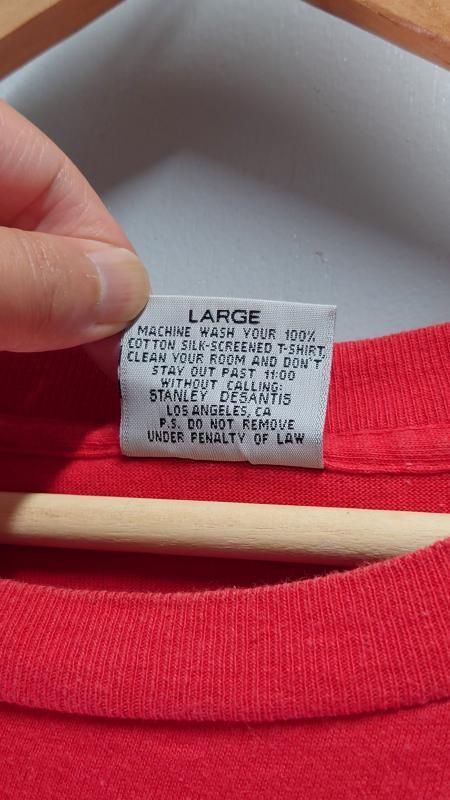 LARGE
MACHINE WASH YOUR 100%
COTTON SILK-SCREENED T-SHIRT,
CLEAN YOUR ROOM AND DON'T
STAY OUT PAST 11:00
WITHOUT CALLING:
STANLEY DESANTIS
LOS ANGELES, CA
P.S. DO NOT REMOVE
UNDER PENALTY OF LAW